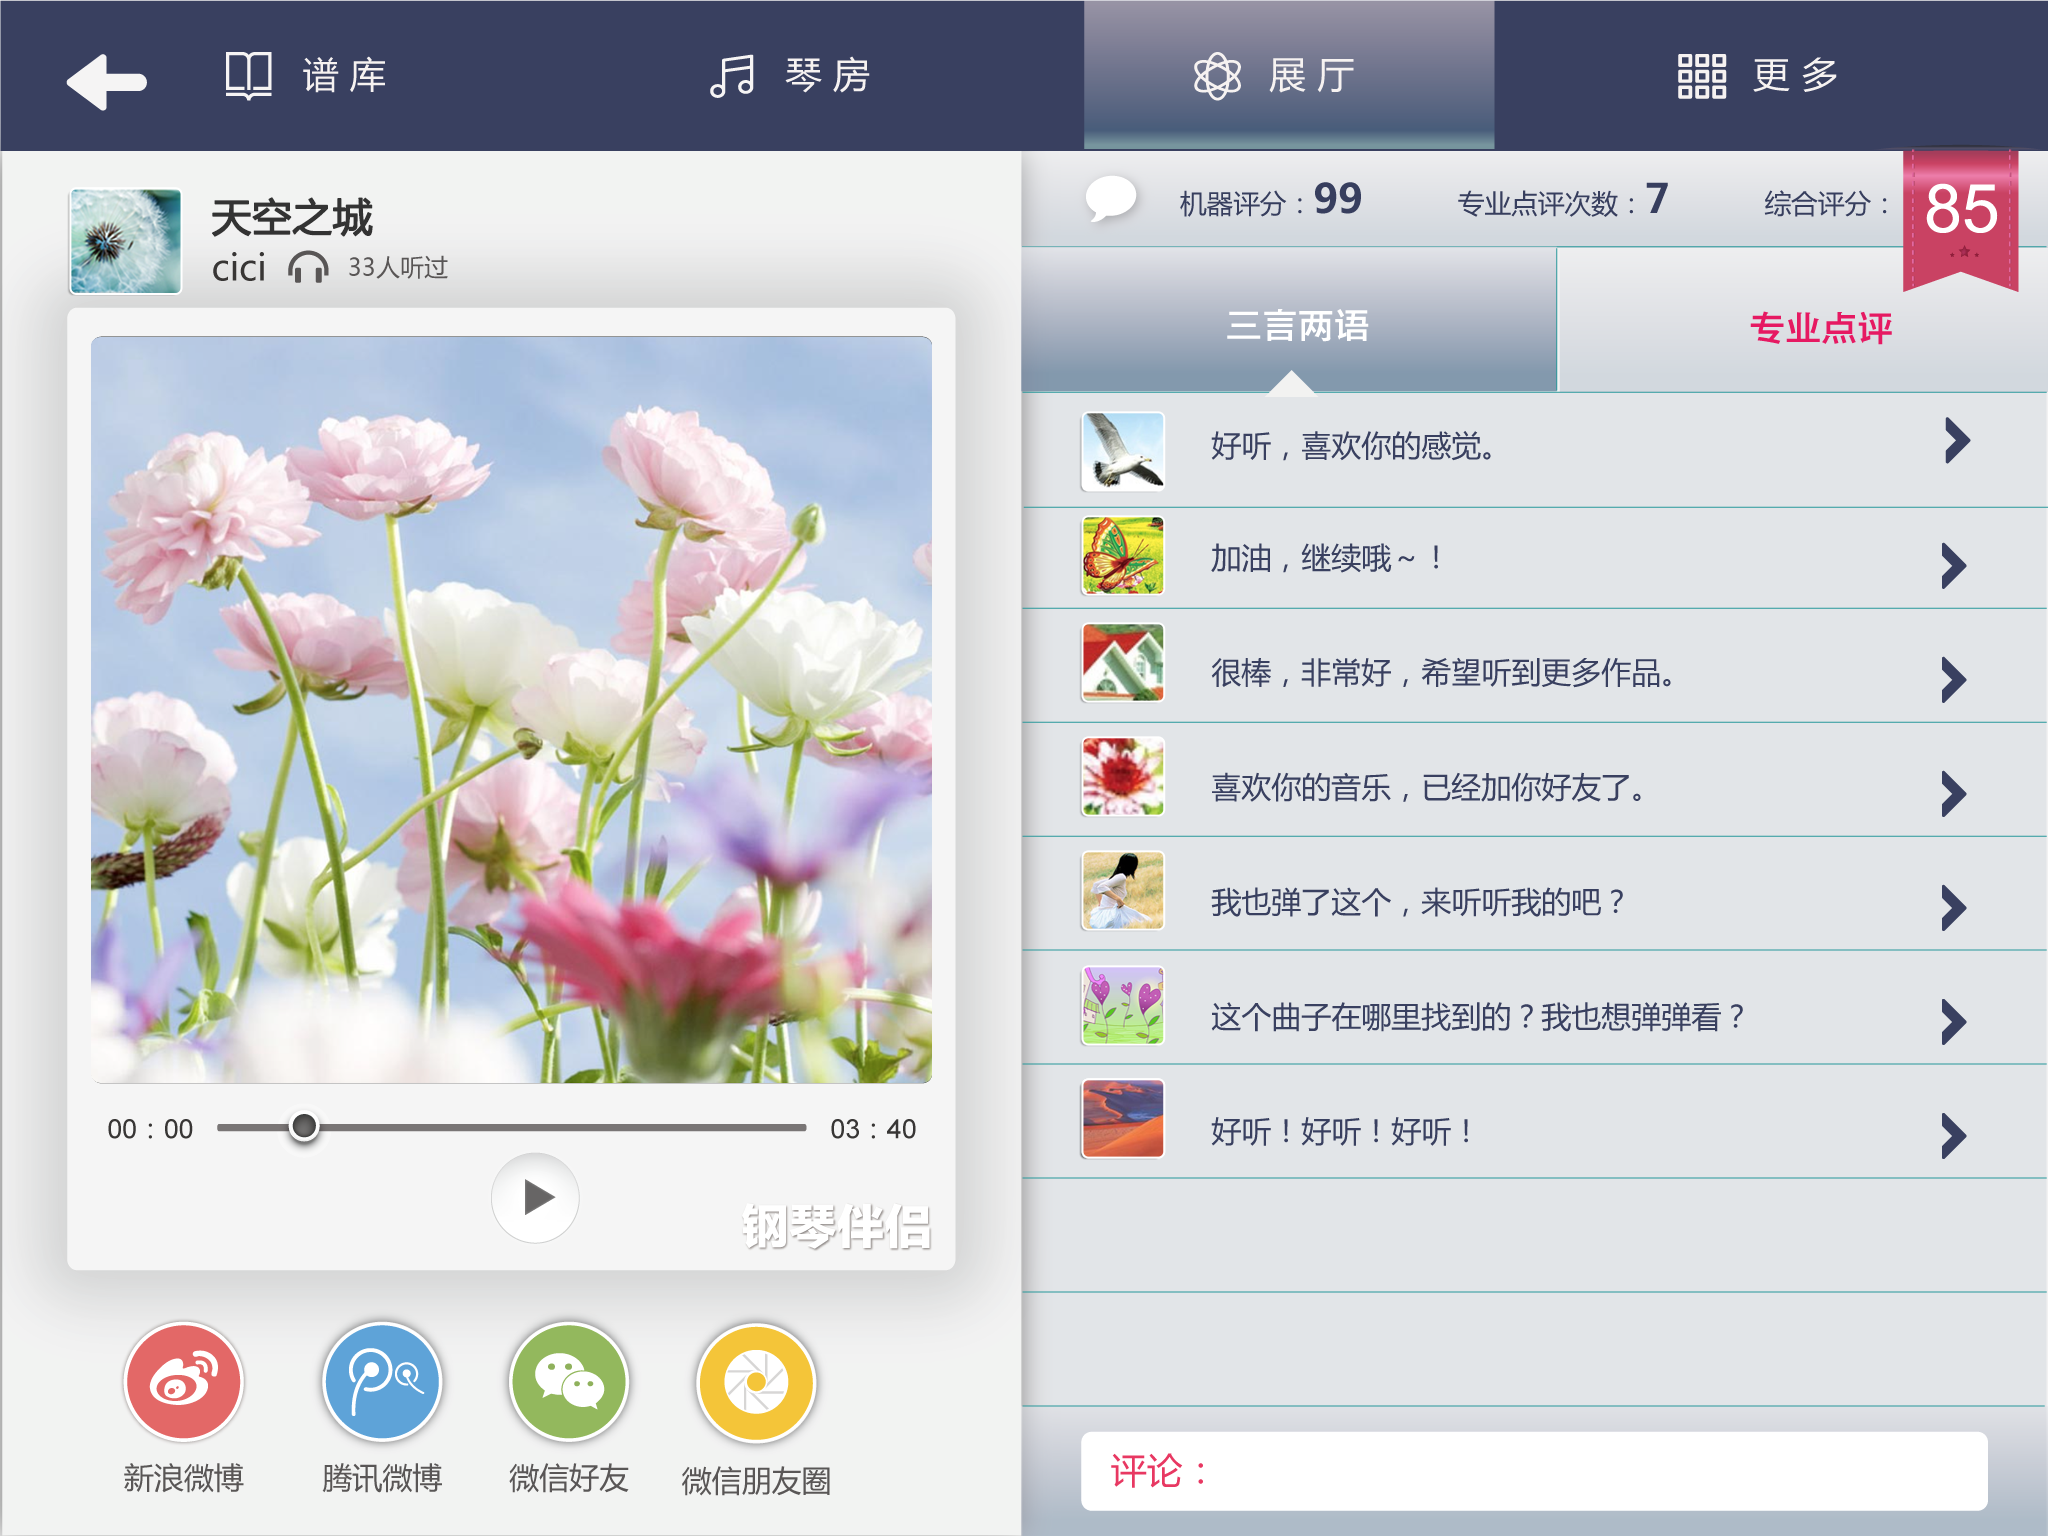 谱库
琴房
展厅
更多
天空之城
cici 33人听过
机器评分：99 专业点评次数：7 综合评分：85
三言两语
专业点评
好听，喜欢你的感觉。
加油，继续哦～！
很棒，非常好，希望听到更多作品。
喜欢你的音乐，已经加你好友了。
我也弹了这个，来听听我的吧？
这个曲子在哪里找到的？我也想弹弹看？
好听！好听！好听！
00：00
03：40
钢琴伴侣
新浪微博
腾讯微博
微信好友
微信朋友圈
评论：